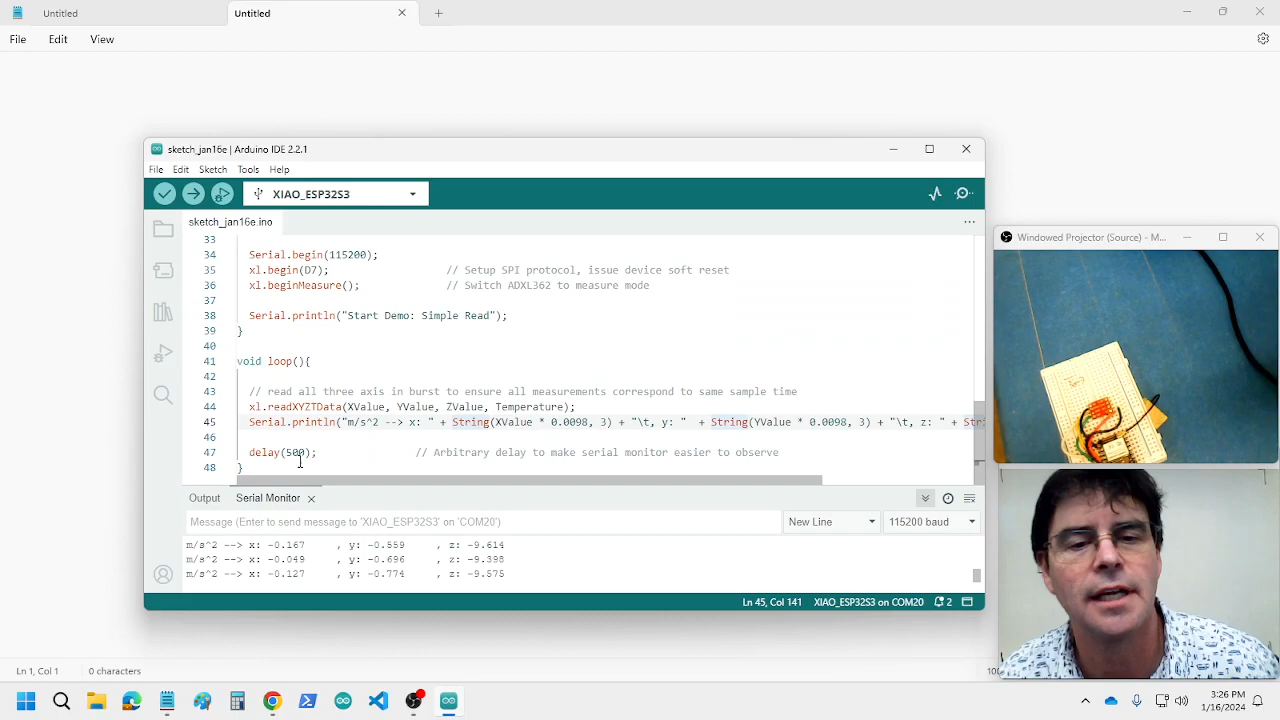 Untitled
Untitled
File Edit View
sketch_jan16e | Arduino IDE 2.2.1
File Edit Sketch Tools Help
XIAO_ESP32S3
sketch_jan16e.ino
33
34 Serial.begin(115200);
35 xl.begin(D7); // Setup SPI protocol, issue device soft reset
36 xl.beginMeasure(); // Switch ADXL362 to measure mode
37
38 Serial.println("Start Demo: Simple Read");
39 }
40
41 void loop(){
42
43 // read all three axis in burst to ensure all measurements correspond to same sample time
44 xl.readXYZTData(XValue, YValue, ZValue, Temperature);
45 Serial.println("m/s^2 --> x: " + String(XValue * 0.0098, 3) + "\t, y: " + String(YValue * 0.0098, 3) + "\t, z: " + Stri
46
47 delay(500); // Arbitrary delay to make serial monitor easier to observe
48 }
Output Serial Monitor
Message (Enter to send message to 'XIAO_ESP32S3' on 'COM20') New Line 115200 baud
m/s^2 --> x: -0.167 , y: -0.559 , z: -9.614
m/s^2 --> x: -0.049 , y: -0.696 , z: -9.398
m/s^2 --> x: -0.127 , y: -0.774 , z: -9.575
Ln 45, Col 141 XIAO_ESP32S3 on COM20 2
Windowed Projector (Source) - M...
Ln 1, Col 1 0 characters
3:26 PM
1/16/2024